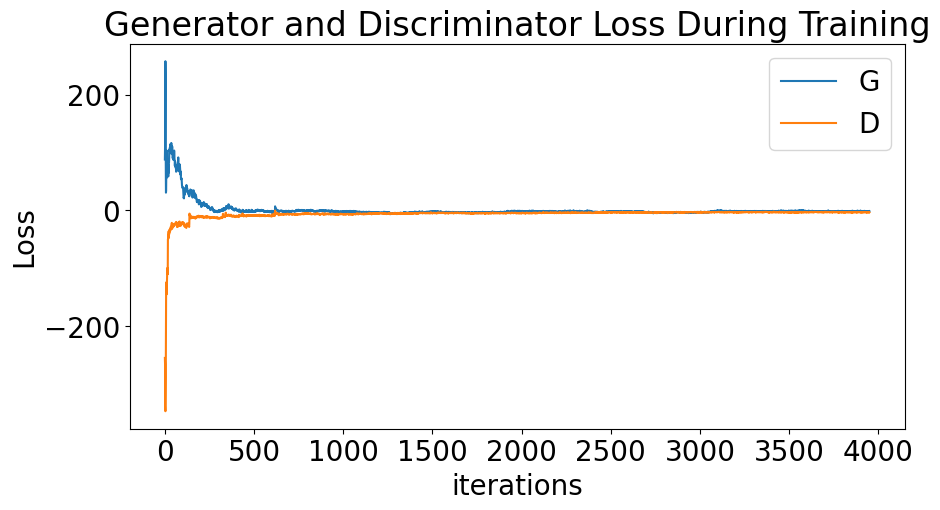 Generator and Discriminator Loss During Training
G
D
200
0
−200
Loss
0 500 1000 1500 2000 2500 3000 3500 4000
iterations